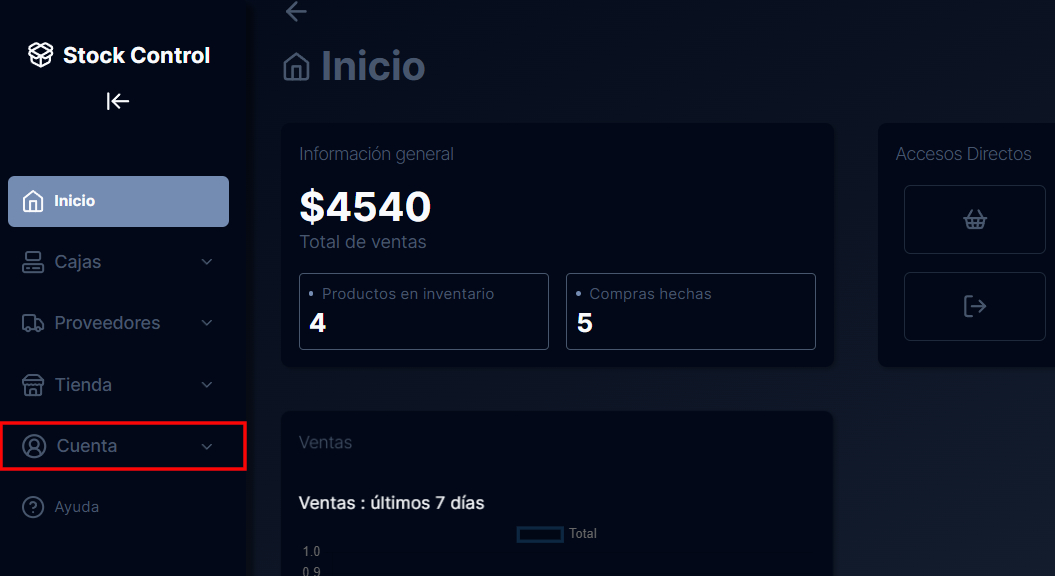 Stock Control
Inicio
Cajas
Proveedores
Tienda
Cuenta
Ayuda
Inicio
Información general
$4540
Total de ventas
Productos en inventario
4
Compras hechas
5
Accesos Directos
Ventas
Ventas : últimos 7 días
Total
1.0
0.9